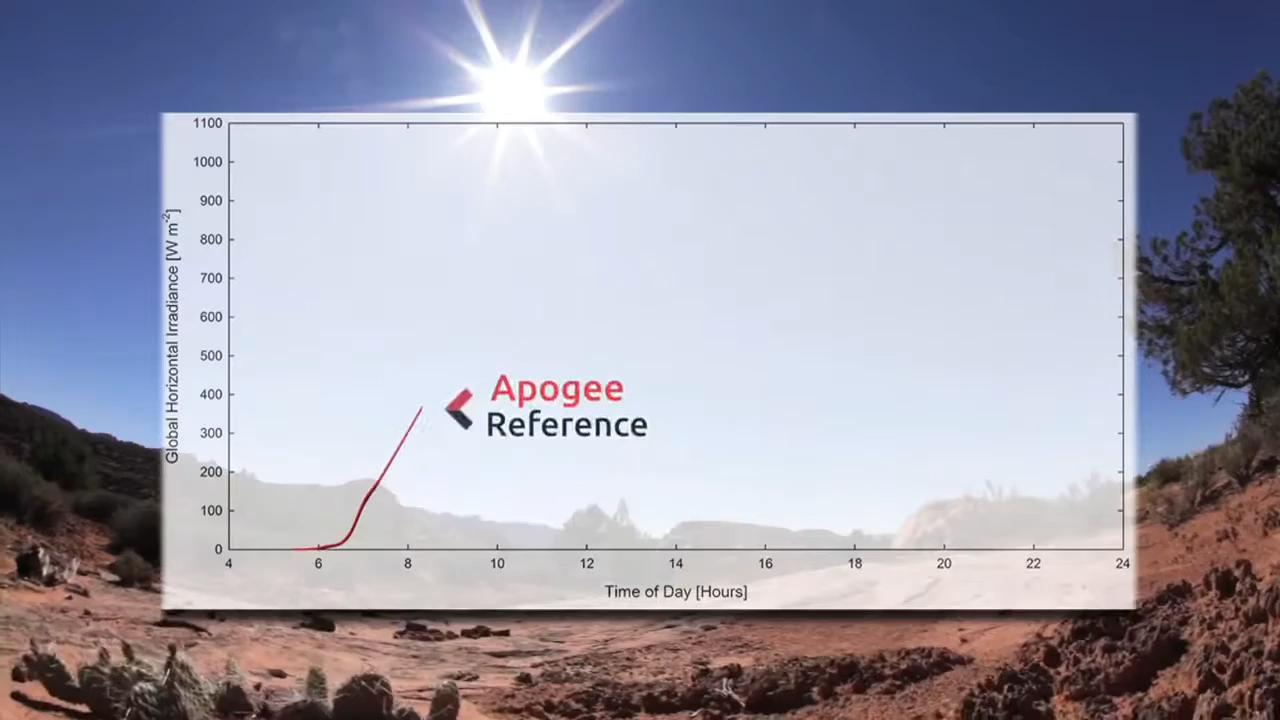 1100
1000
900
800
700
600
500
400
300
200
100
0
Global Horizontal Irradiance [W m-2]
Apogee
Reference
4 6 8 10 12 14 16 18 20 22 24
Time of Day [Hours]